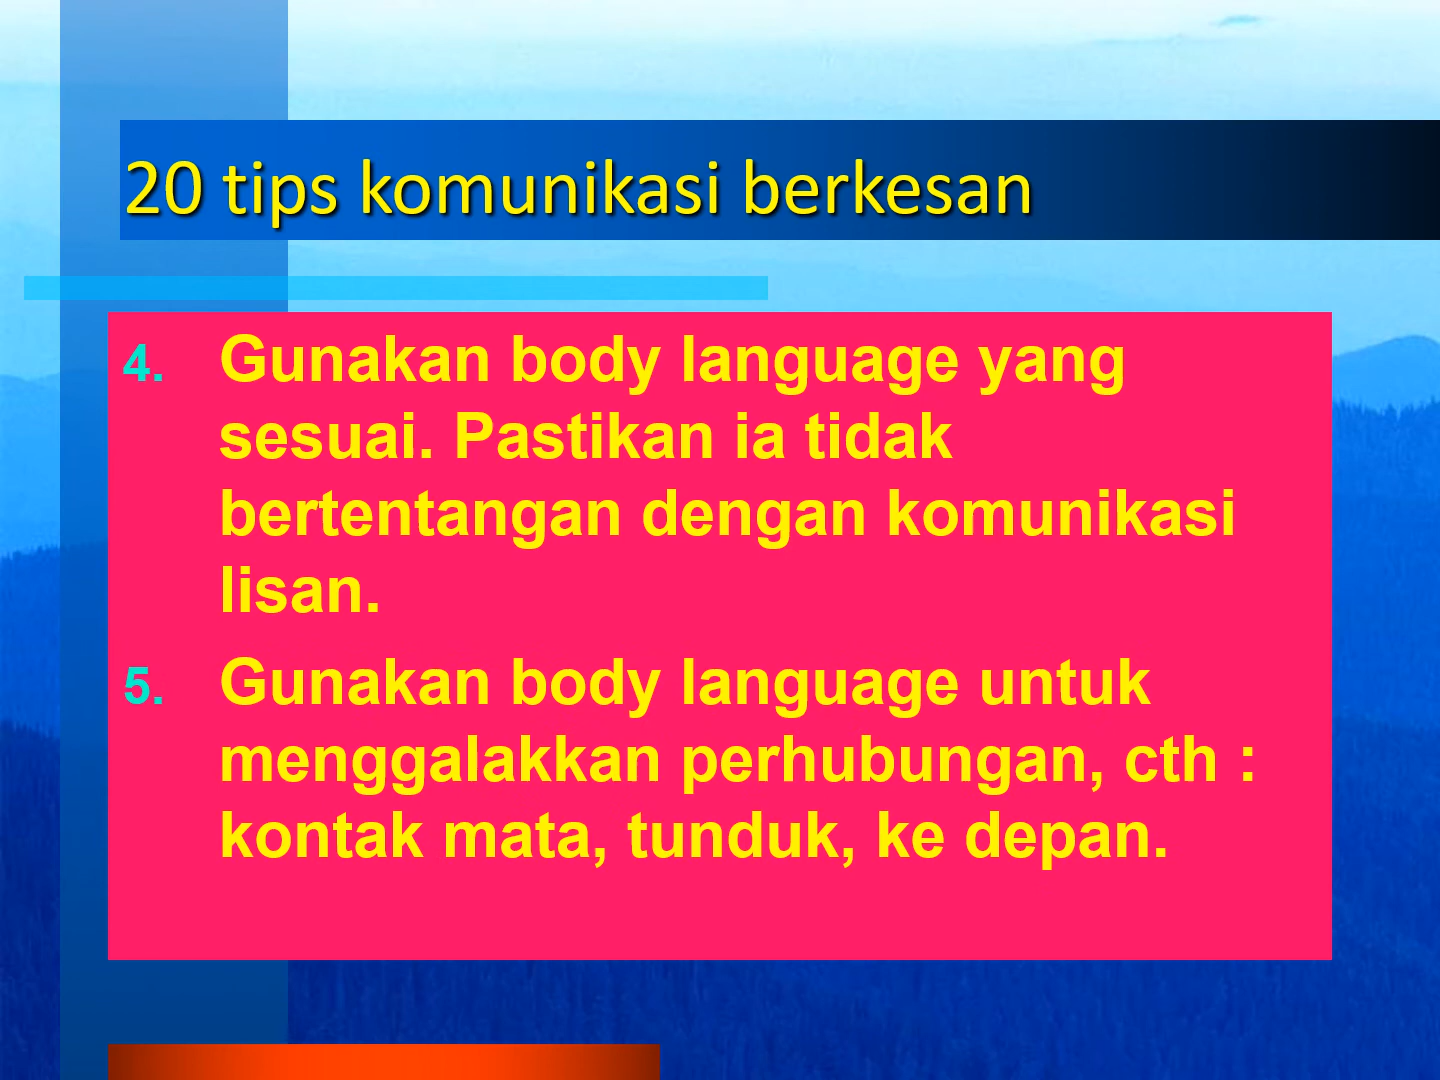 20 tips komunikasi berkesan
4. Gunakan body language yang
sesuai. Pastikan ia tidak
bertentangan dengan komunikasi
lisan.
5. Gunakan body language untuk
menggalakkan perhubungan, cth :
kontak mata, tunduk, ke depan.